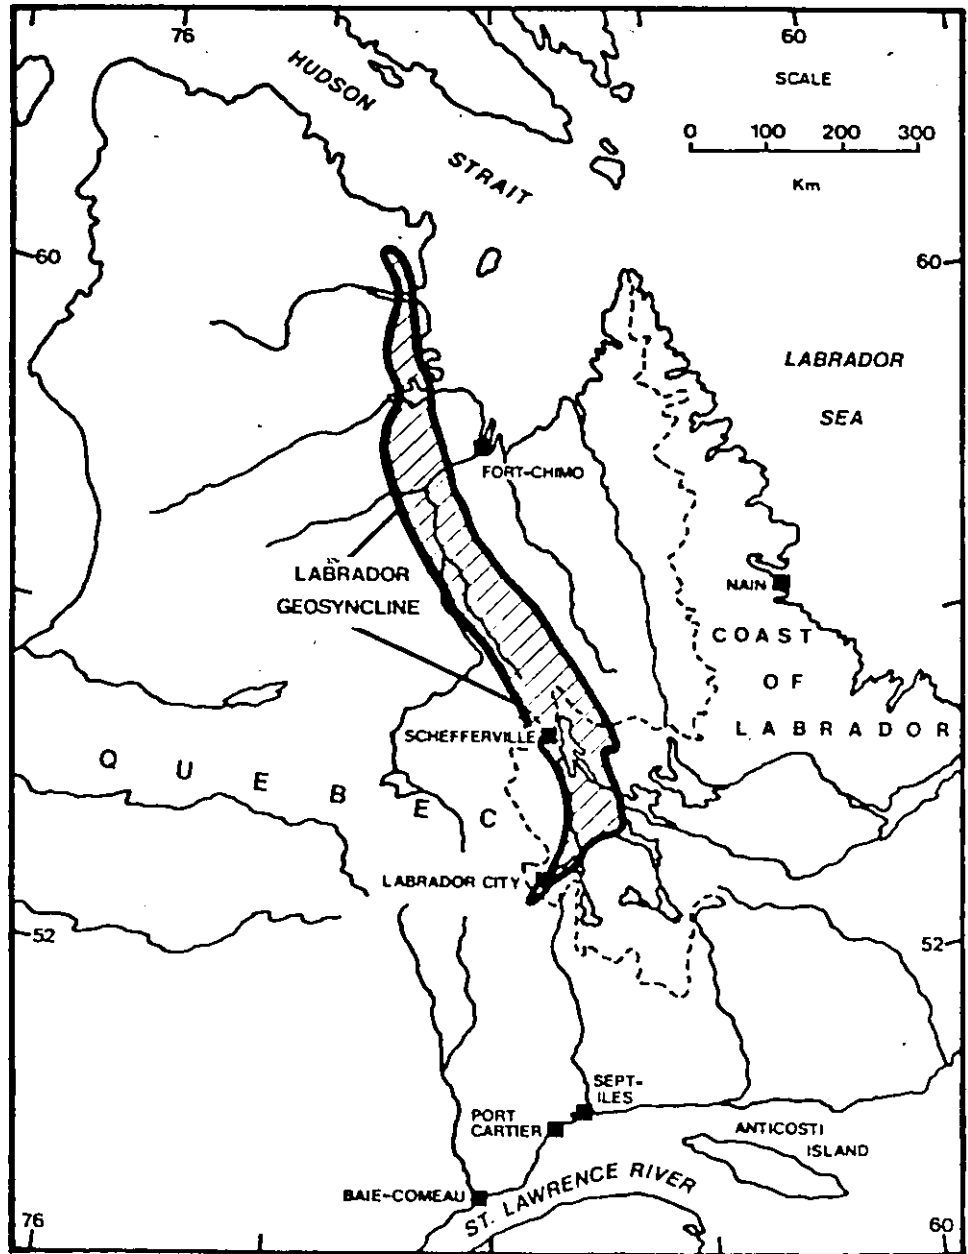 76
60
HUDSON
STRAIT
SCALE
0 100 200 300
Km
60
60
LABRADOR
SEA
FORT-CHIMO
LABRADOR
GEOSYNCLINE
NAIN
COAST
OF
LABRADOR
SCHEFFERVILLE
QUEBEC
LABRADOR CITY
52
52
SEPT-
ILES
PORT
CARTIER
ANTICOSTI
ISLAND
BAIE-COMEAU
ST. LAWRENCE RIVER
76
60